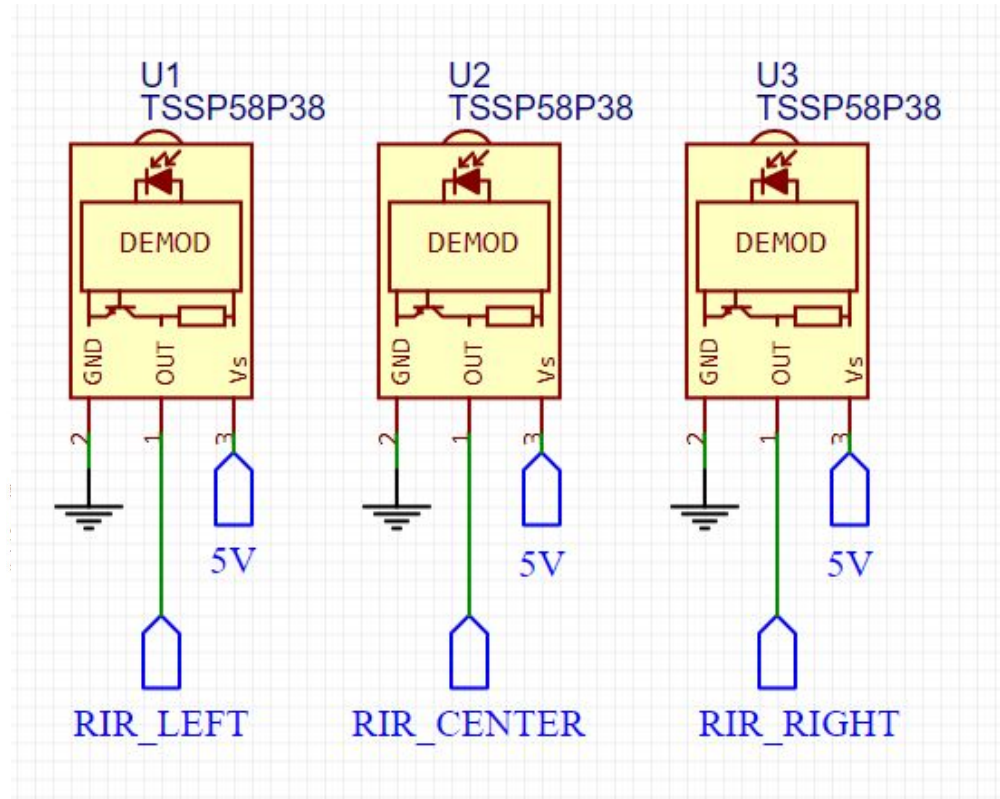 U1
TSSP58P38
DEMOD
GND
OUT
Vs
2
1
3
5V
RIR_LEFT
U2
TSSP58P38
DEMOD
GND
OUT
Vs
2
1
3
5V
RIR_CENTER
U3
TSSP58P38
DEMOD
GND
OUT
Vs
2
1
3
5V
RIR_RIGHT